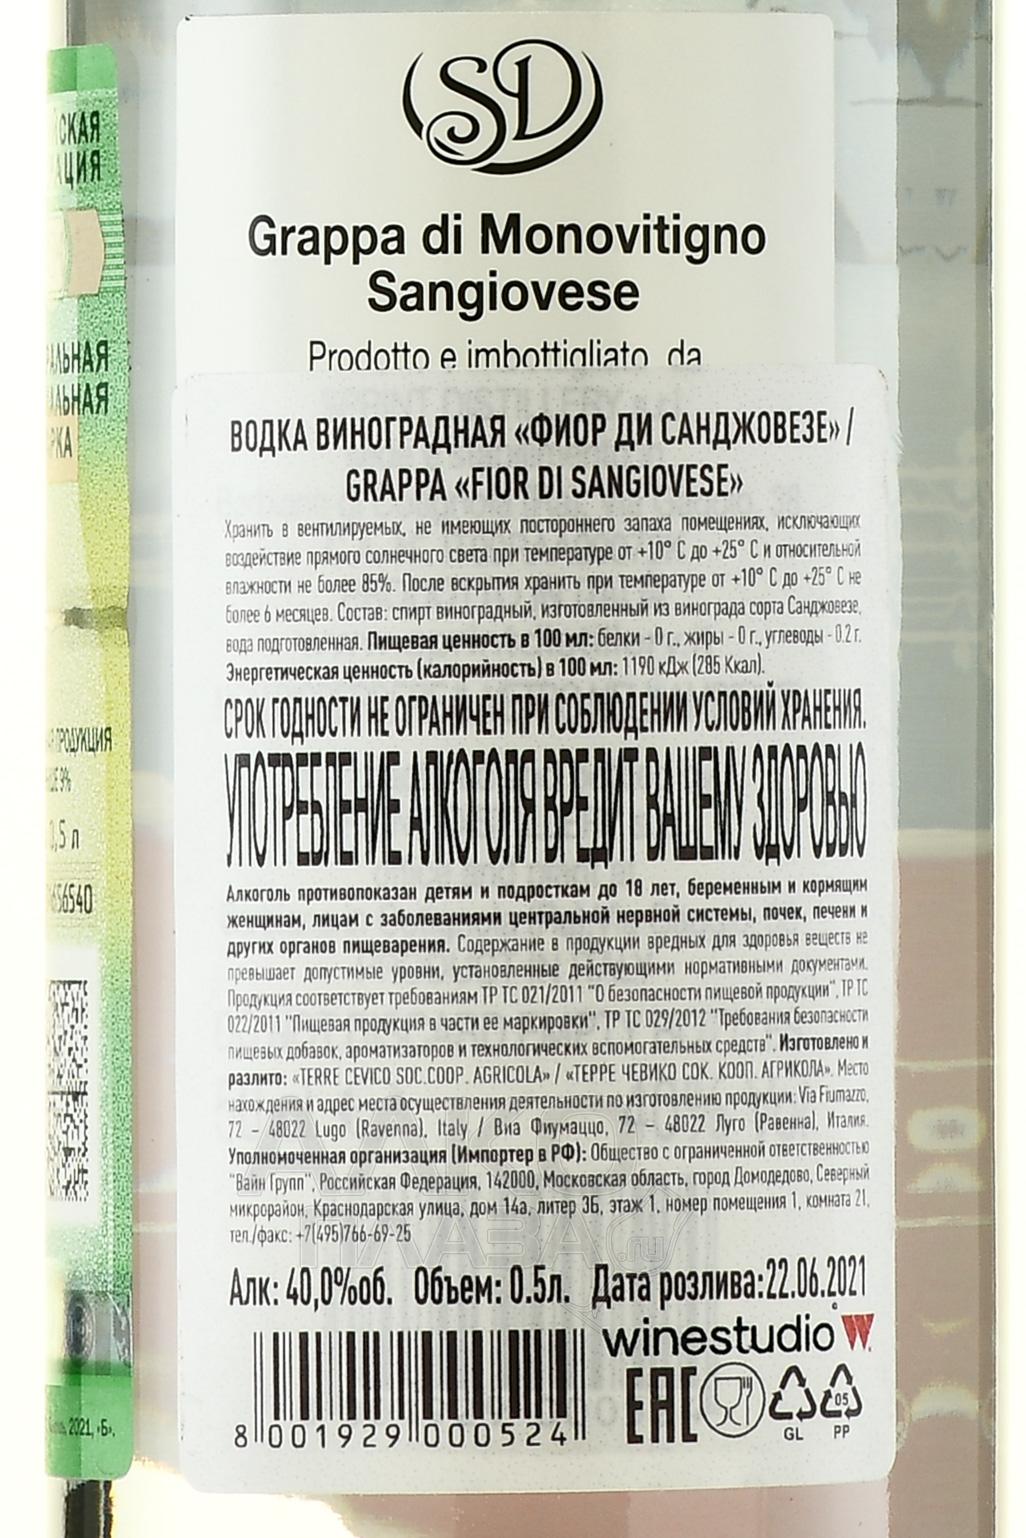 SD
Grappa di Monovitigno
Sangiovese
Prodotto e imbottigliato da
ВОДКА ВИНОГРАДНАЯ «ФИОР ДИ САНДЖОВЕЗЕ» /
GRAPPA «FIOR DI SANGIOVESE»
Хранить в вентилируемых, не имеющих постороннего запаха помещениях, исключающих
воздействие прямого солнечного света при температуре от +10° С до +25° С и относительной
влажности не более 85%. После вскрытия хранить при температуре от +10° С до +25° С не
более 6 месяцев. Состав: спирт виноградный, изготовленный из винограда сорта Санджовезе,
вода подготовленная. Пищевая ценность в 100 мл: белки - 0 г., жиры - 0 г., углеводы - 0.2 г.
Энергетическая ценность (калорийность) в 100 мл: 1190 кДж (285 Ккал).
СРОК ГОДНОСТИ НЕ ОГРАНИЧЕН ПРИ СОБЛЮДЕНИИ УСЛОВИЙ ХРАНЕНИЯ.
УПОТРЕБЛЕНИЕ АЛКОГОЛЯ ВРЕДИТ ВАШЕМУ ЗДОРОВЬЮ
Алкоголь противопоказан детям и подросткам до 18 лет, беременным и кормящим
женщинам, лицам с заболеваниями центральной нервной системы, почек, печени и
других органов пищеварения. Содержание в продукции вредных для здоровья веществ не
превышает допустимые уровни, установленные действующими нормативными документами.
Продукция соответствует требованиям ТР ТС 021/2011 "О безопасности пищевой продукции", ТР ТС
022/2011 "Пищевая продукция в части ее маркировки", ТР ТС 029/2012 "Требования безопасности
пищевых добавок, ароматизаторов и технологических вспомогательных средств". Изготовлено и
разлито: «TERRE CEVICO SOC.COOP. AGRICOLA» / «ТЕРРЕ ЧЕВИКО СОК. КООП. АГРИКОЛА». Место
нахождения и адрес места осуществления деятельности по изготовлению продукции: Via Fiumazzo,
72 – 48022 Lugo (Ravenna), Italy / Виа Фиумаццо, 72 – 48022 Луго (Равенна), Италия.
Уполномоченная организация (Импортер в РФ): Общество с ограниченной ответственностью
"Вайн Групп", Российская Федерация, 142000, Московская область, город Домодедово, Северный
микрорайон, Краснодарская улица, дом 14а, литер 3Б, этаж 1, номер помещения 1, комната 21,
тел./факс: +7(495)766-69-25
Алк: 40,0%об. Объем: 0.5л. Дата розлива:22.06.2021
winestudio W.
8 001929 000524
EAC
05
GL PP
СКАЯ
АЦИЯ
АЛЬНАЯ
ЛЬНАЯ
РКА
ПРОДУКЦИЯ
9%
,5 л
656540
2021, «Б».